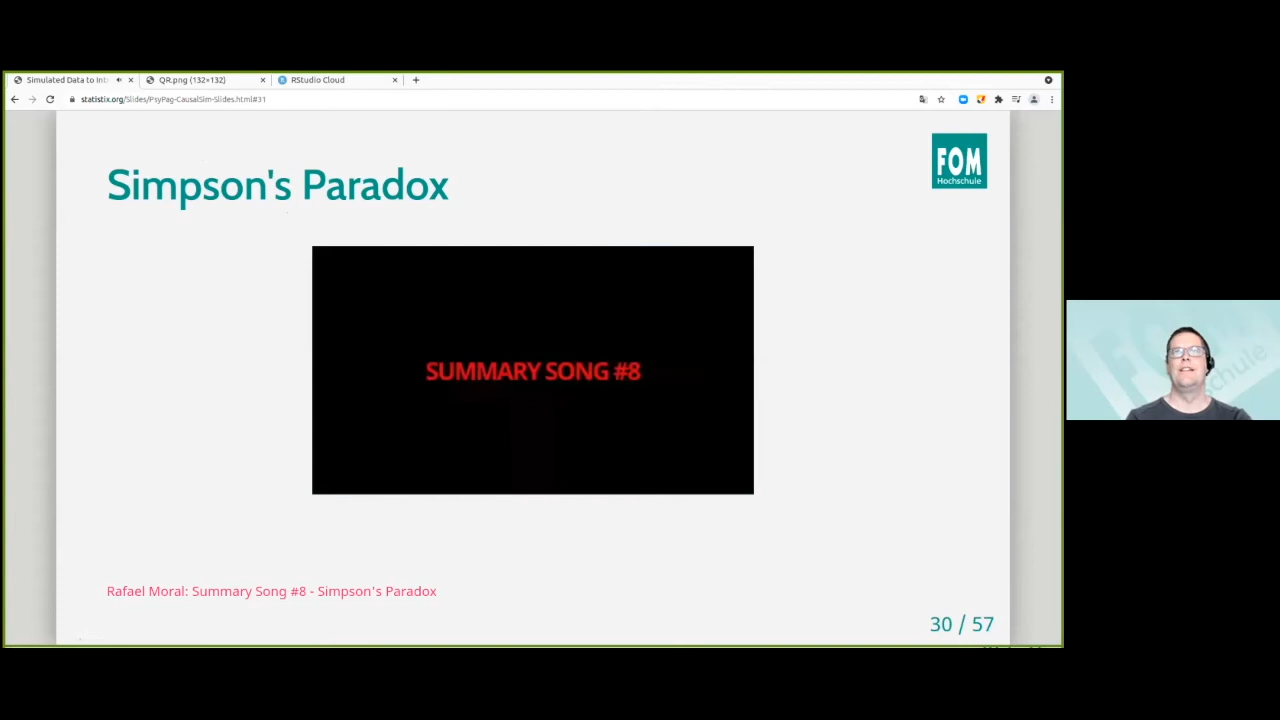 Simulated Data to Int
QR.png (132×132)
RStudio Cloud
statistix.org/Slides/PsyPag-CausalSim-Slides.html#31
Simpson's Paradox
FOM
Hochschule
SUMMARY SONG #8
Rafael Moral: Summary Song #8 - Simpson's Paradox
30 / 57